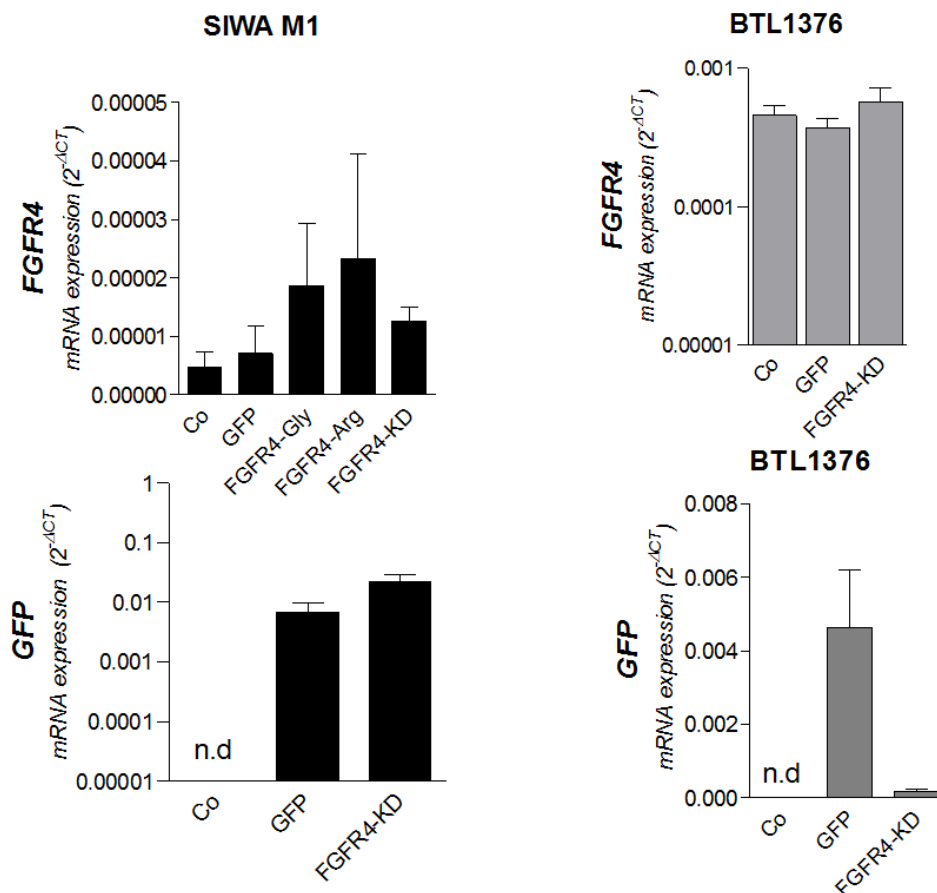 SIWA M1
FGFR4
mRNA expression (2^-ΔCT)
0.00005
0.00004
0.00003
0.00002
0.00001
0.00000
Co
GFP
FGFR4-Gly
FGFR4-Arg
FGFR4-KD
BTL1376
FGFR4
mRNA expression (2^-ΔCT)
0.001
0.0001
0.00001
Co
GFP
FGFR4-KD
GFP
mRNA expression (2^-ΔCT)
1
0.1
0.01
0.001
0.0001
0.00001
n.d
Co
GFP
FGFR4-KD
BTL1376
GFP
mRNA expression (2^-ΔCT)
0.008
0.006
0.004
0.002
0.000
n.d
Co
GFP
FGFR4-KD